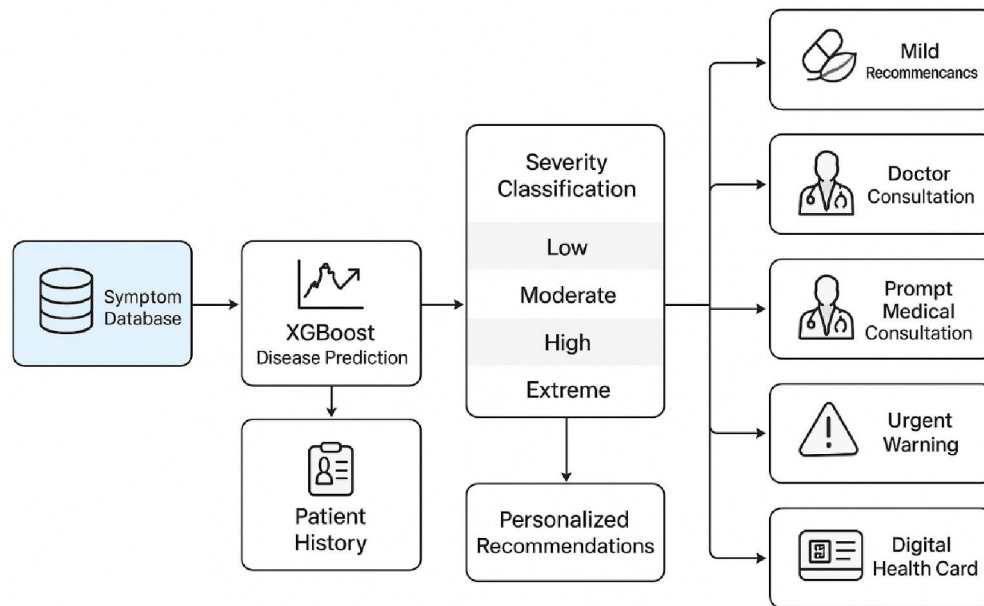 Symptom
Database
XGBoost
Disease Prediction
Patient
History
Severity
Classification
Low
Moderate
High
Extreme
Personalized
Recommendations
Mild
Recommencancs
Doctor
Consultation
Prompt
Medical
Consultation
Urgent
Warning
Digital
Health Card